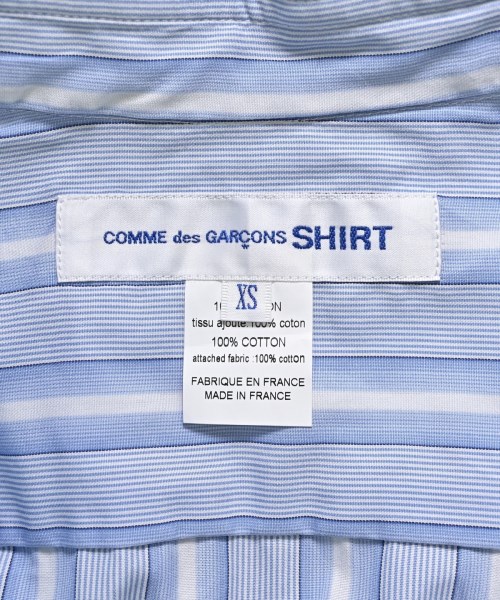 COMME des GARÇONS SHIRT
XS
tissu ajoute:100% coton
100% COTTON
attached fabric :100% cotton
FABRIQUE EN FRANCE
MADE IN FRANCE